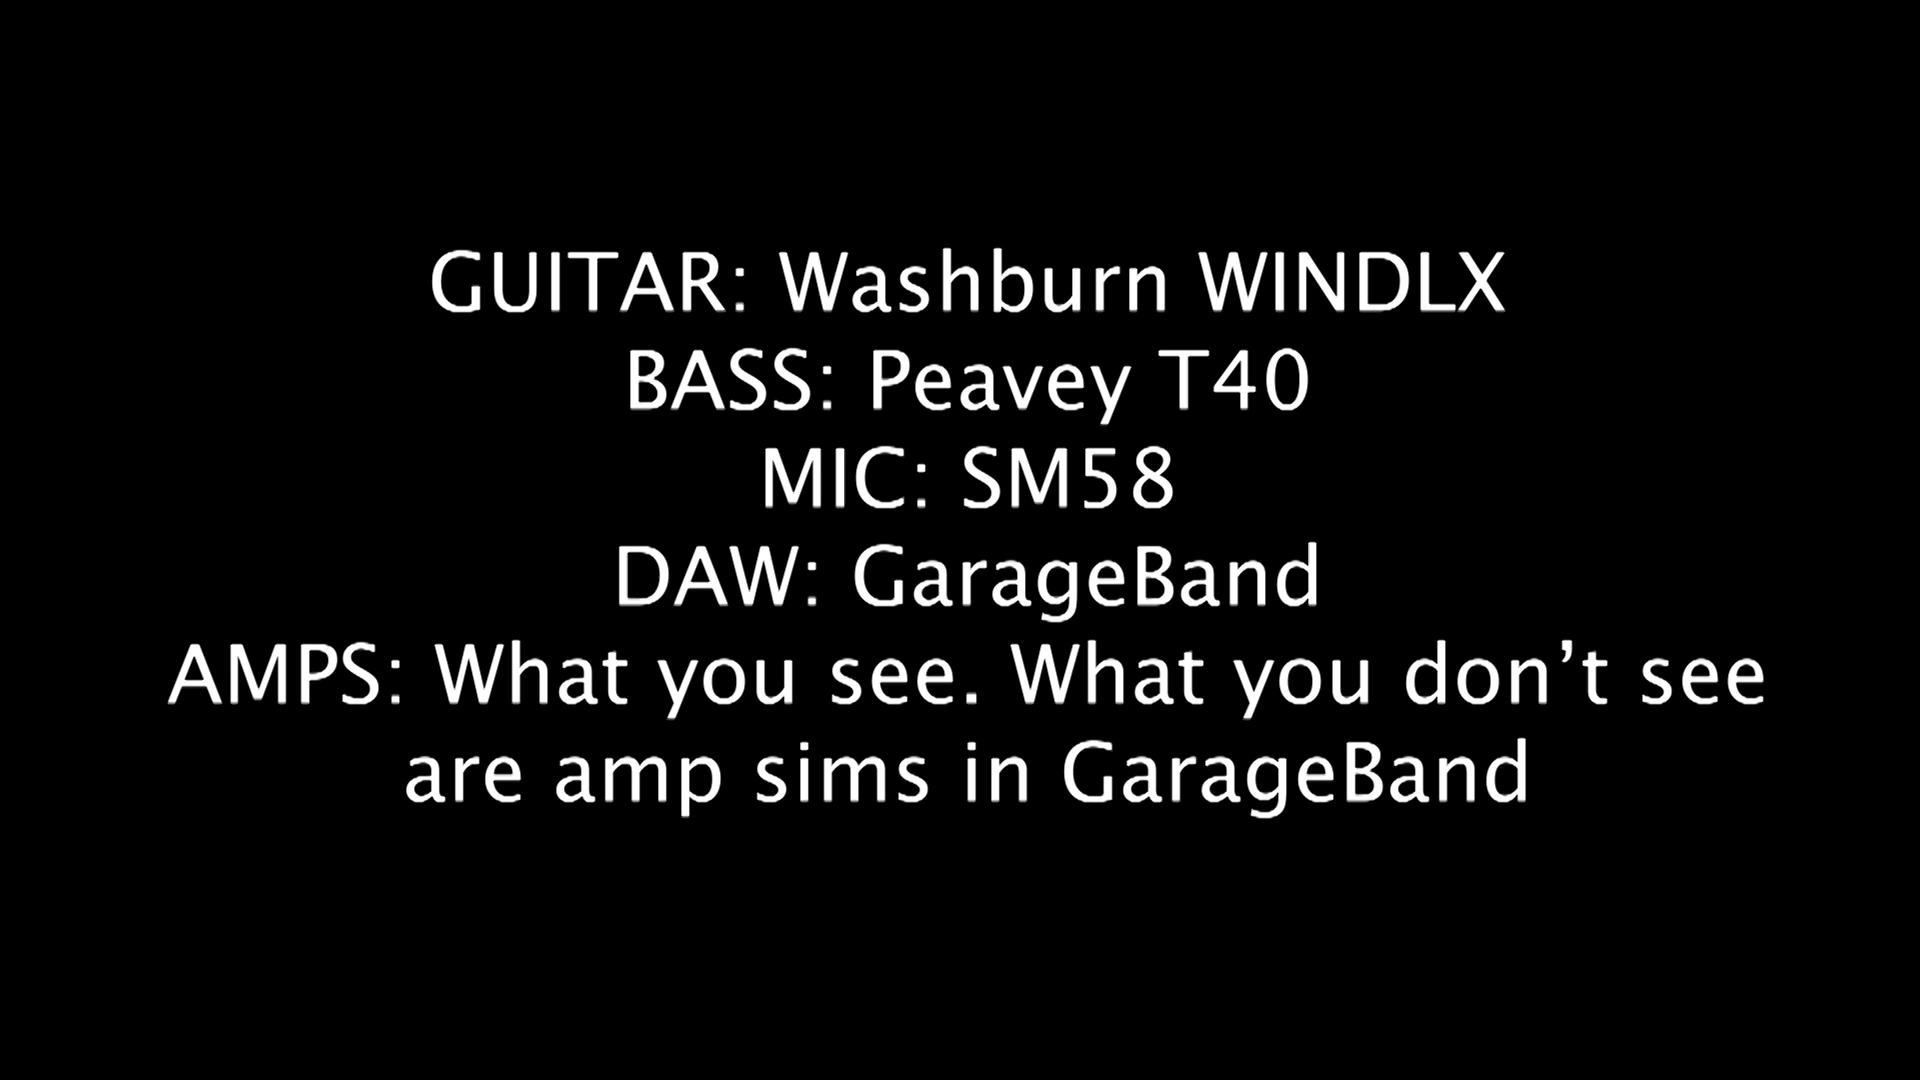 GUITAR: Washburn WINDLX
BASS: Peavey T40
MIC: SM58
DAW: GarageBand
AMPS: What you see. What you don’t see
are amp sims in GarageBand